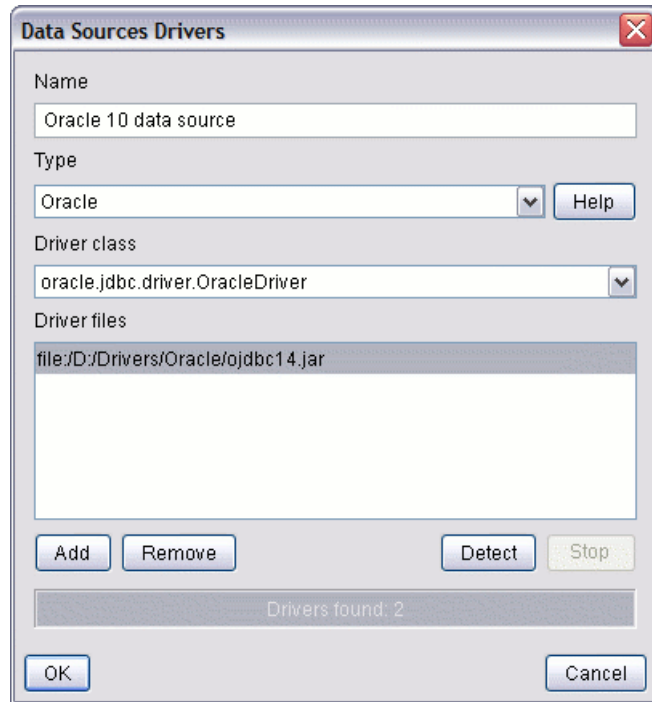 Data Sources Drivers
Name
Oracle 10 data source
Type
Oracle
Help
Driver class
oracle.jdbc.driver.OracleDriver
Driver files
file:/D:/Drivers/Oracle/ojdbc14.jar
Add Remove Detect Stop
Drivers found: 2
OK Cancel